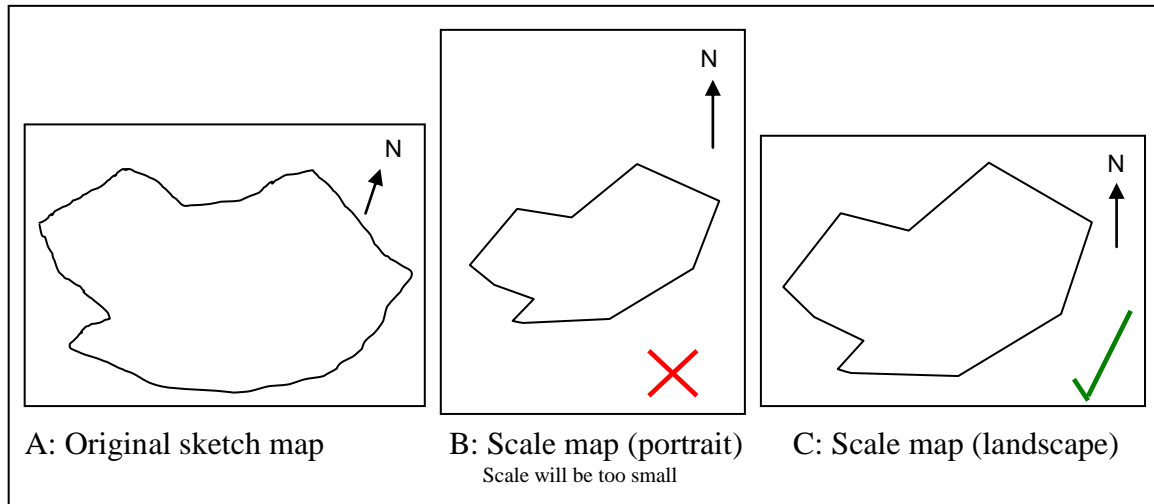 N
N
N
A: Original sketch map
B: Scale map (portrait)
Scale will be too small
C: Scale map (landscape)